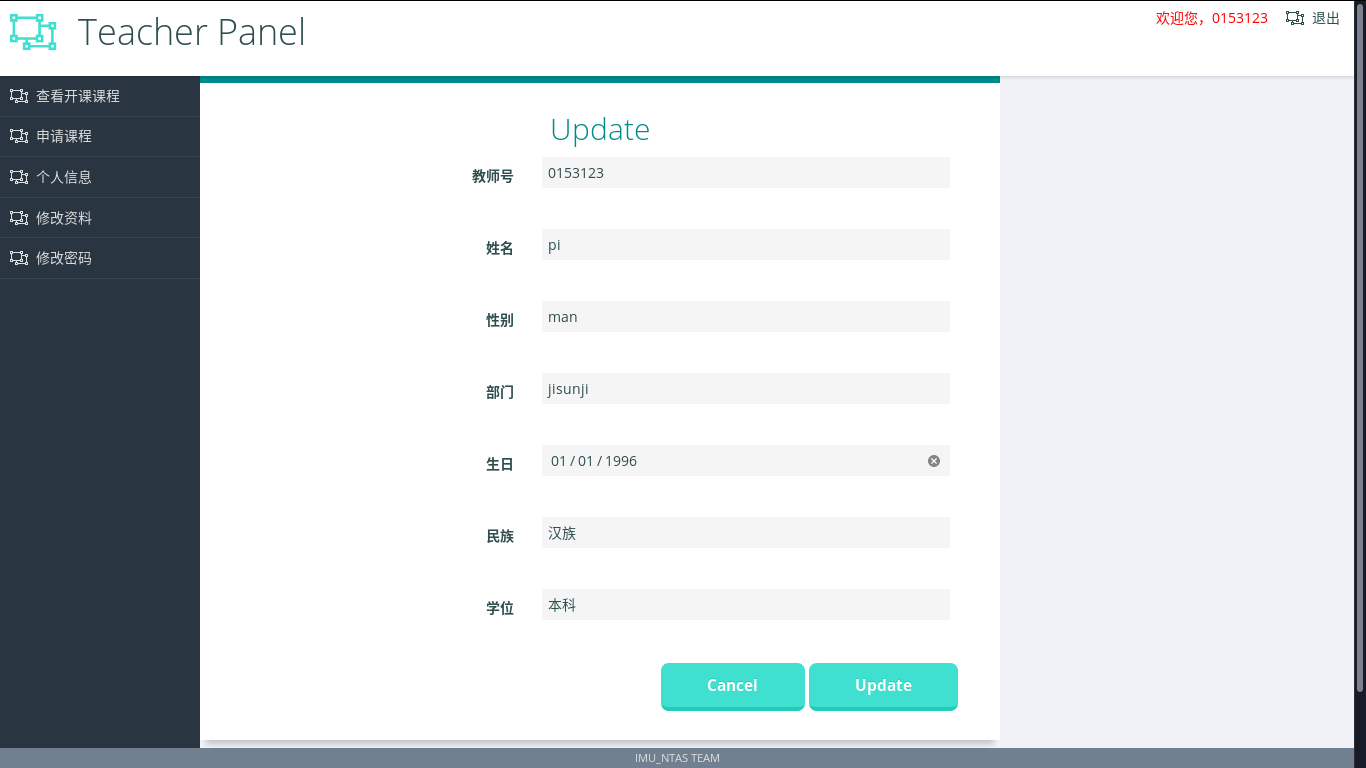 Teacher Panel
欢迎您，0153123 退出
查看开课课程
申请课程
个人信息
修改资料
修改密码
Update
教师号 0153123
姓名 pi
性别 man
部门 jisunji
生日 01 / 01 / 1996
民族 汉族
学位 本科
Cancel Update
IMU_NTAS TEAM